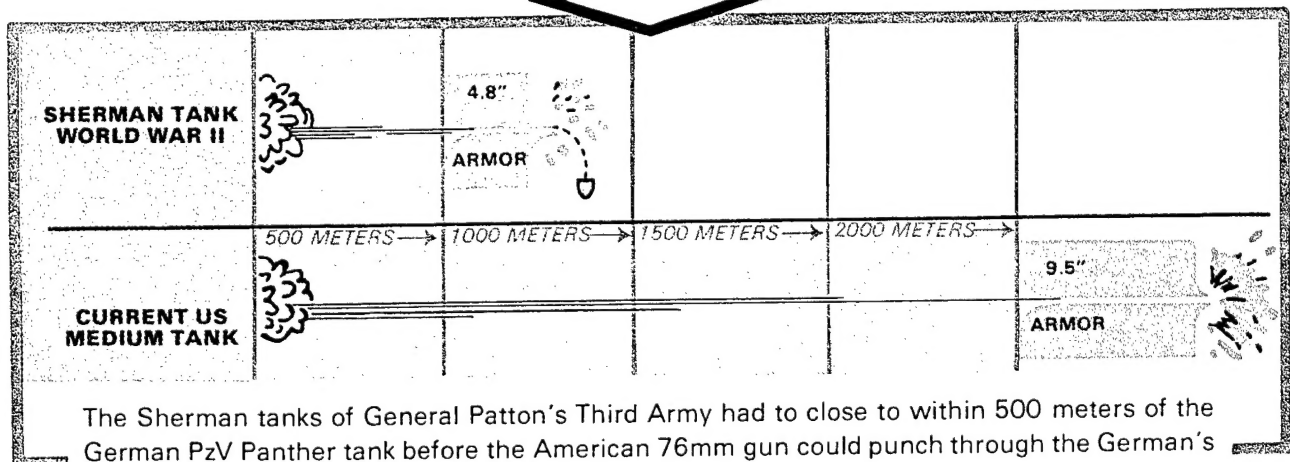 SHERMAN TANK
WORLD WAR II
4.8"
ARMOR
500 METERS
1000 METERS
1500 METERS
2000 METERS
CURRENT US
MEDIUM TANK
9.5"
ARMOR
The Sherman tanks of General Patton's Third Army had to close to within 500 meters of the
German PzV Panther tank before the American 76mm gun could punch through the German's